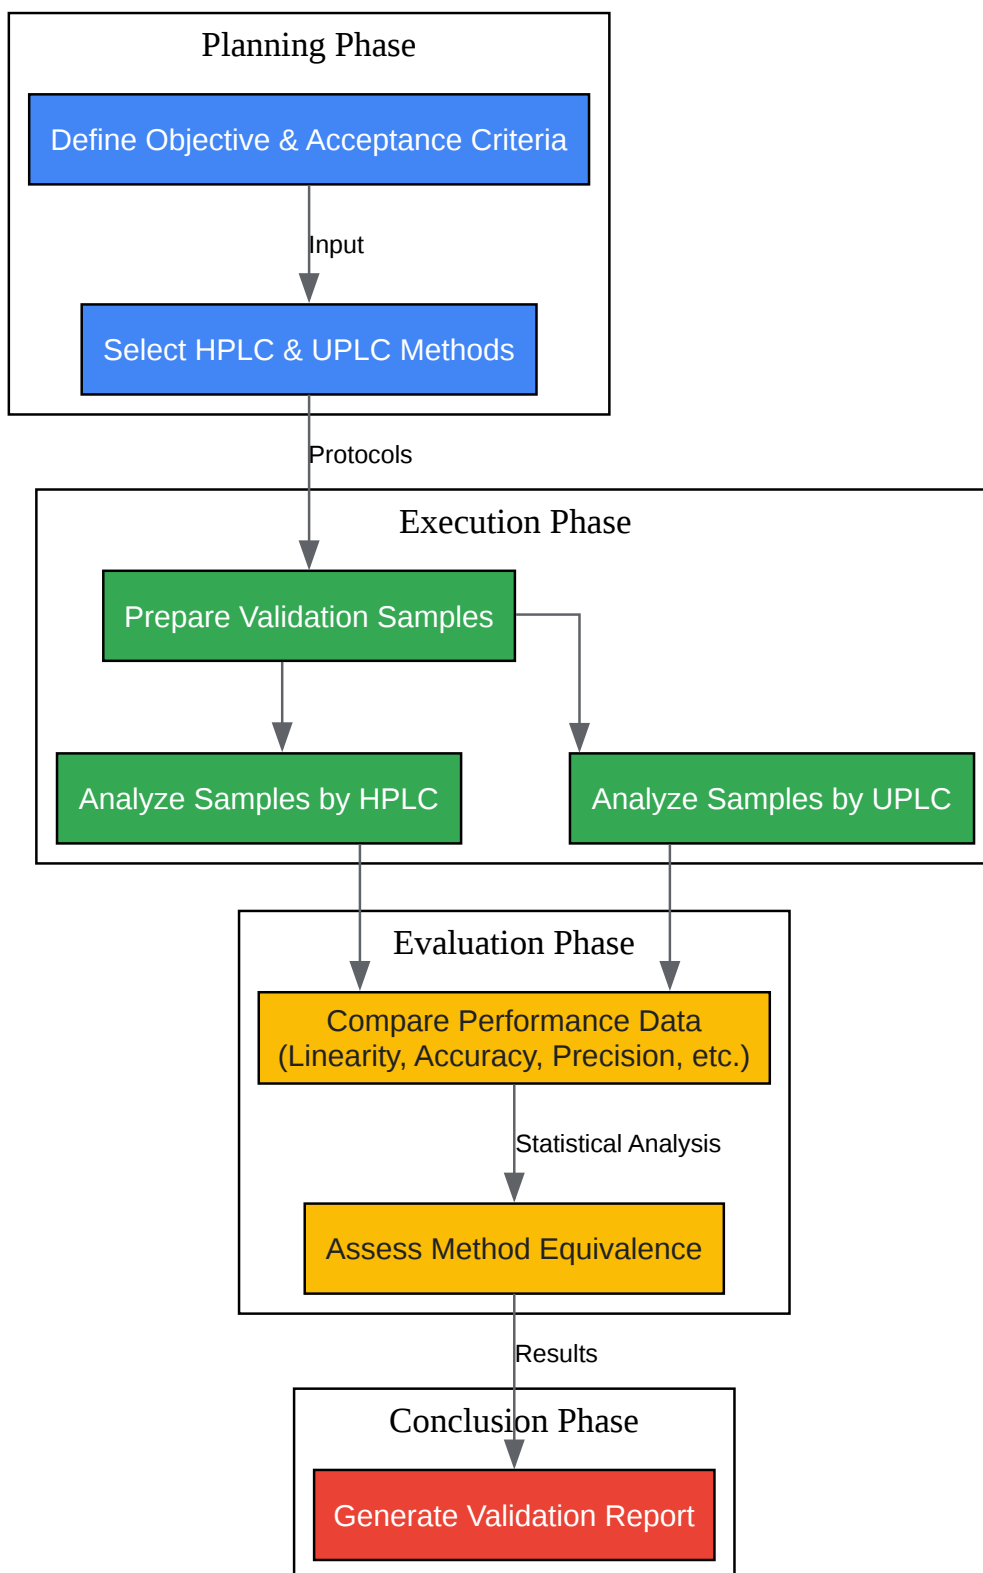 Planning Phase
Define Objective & Acceptance Criteria
Input
Select HPLC & UPLC Methods
Protocols
Execution Phase
Prepare Validation Samples
Analyze Samples by HPLC
Analyze Samples by UPLC
Evaluation Phase
Compare Performance Data
(Linearity, Accuracy, Precision, etc.)
Statistical Analysis
Assess Method Equivalence
Results
Conclusion Phase
Generate Validation Report